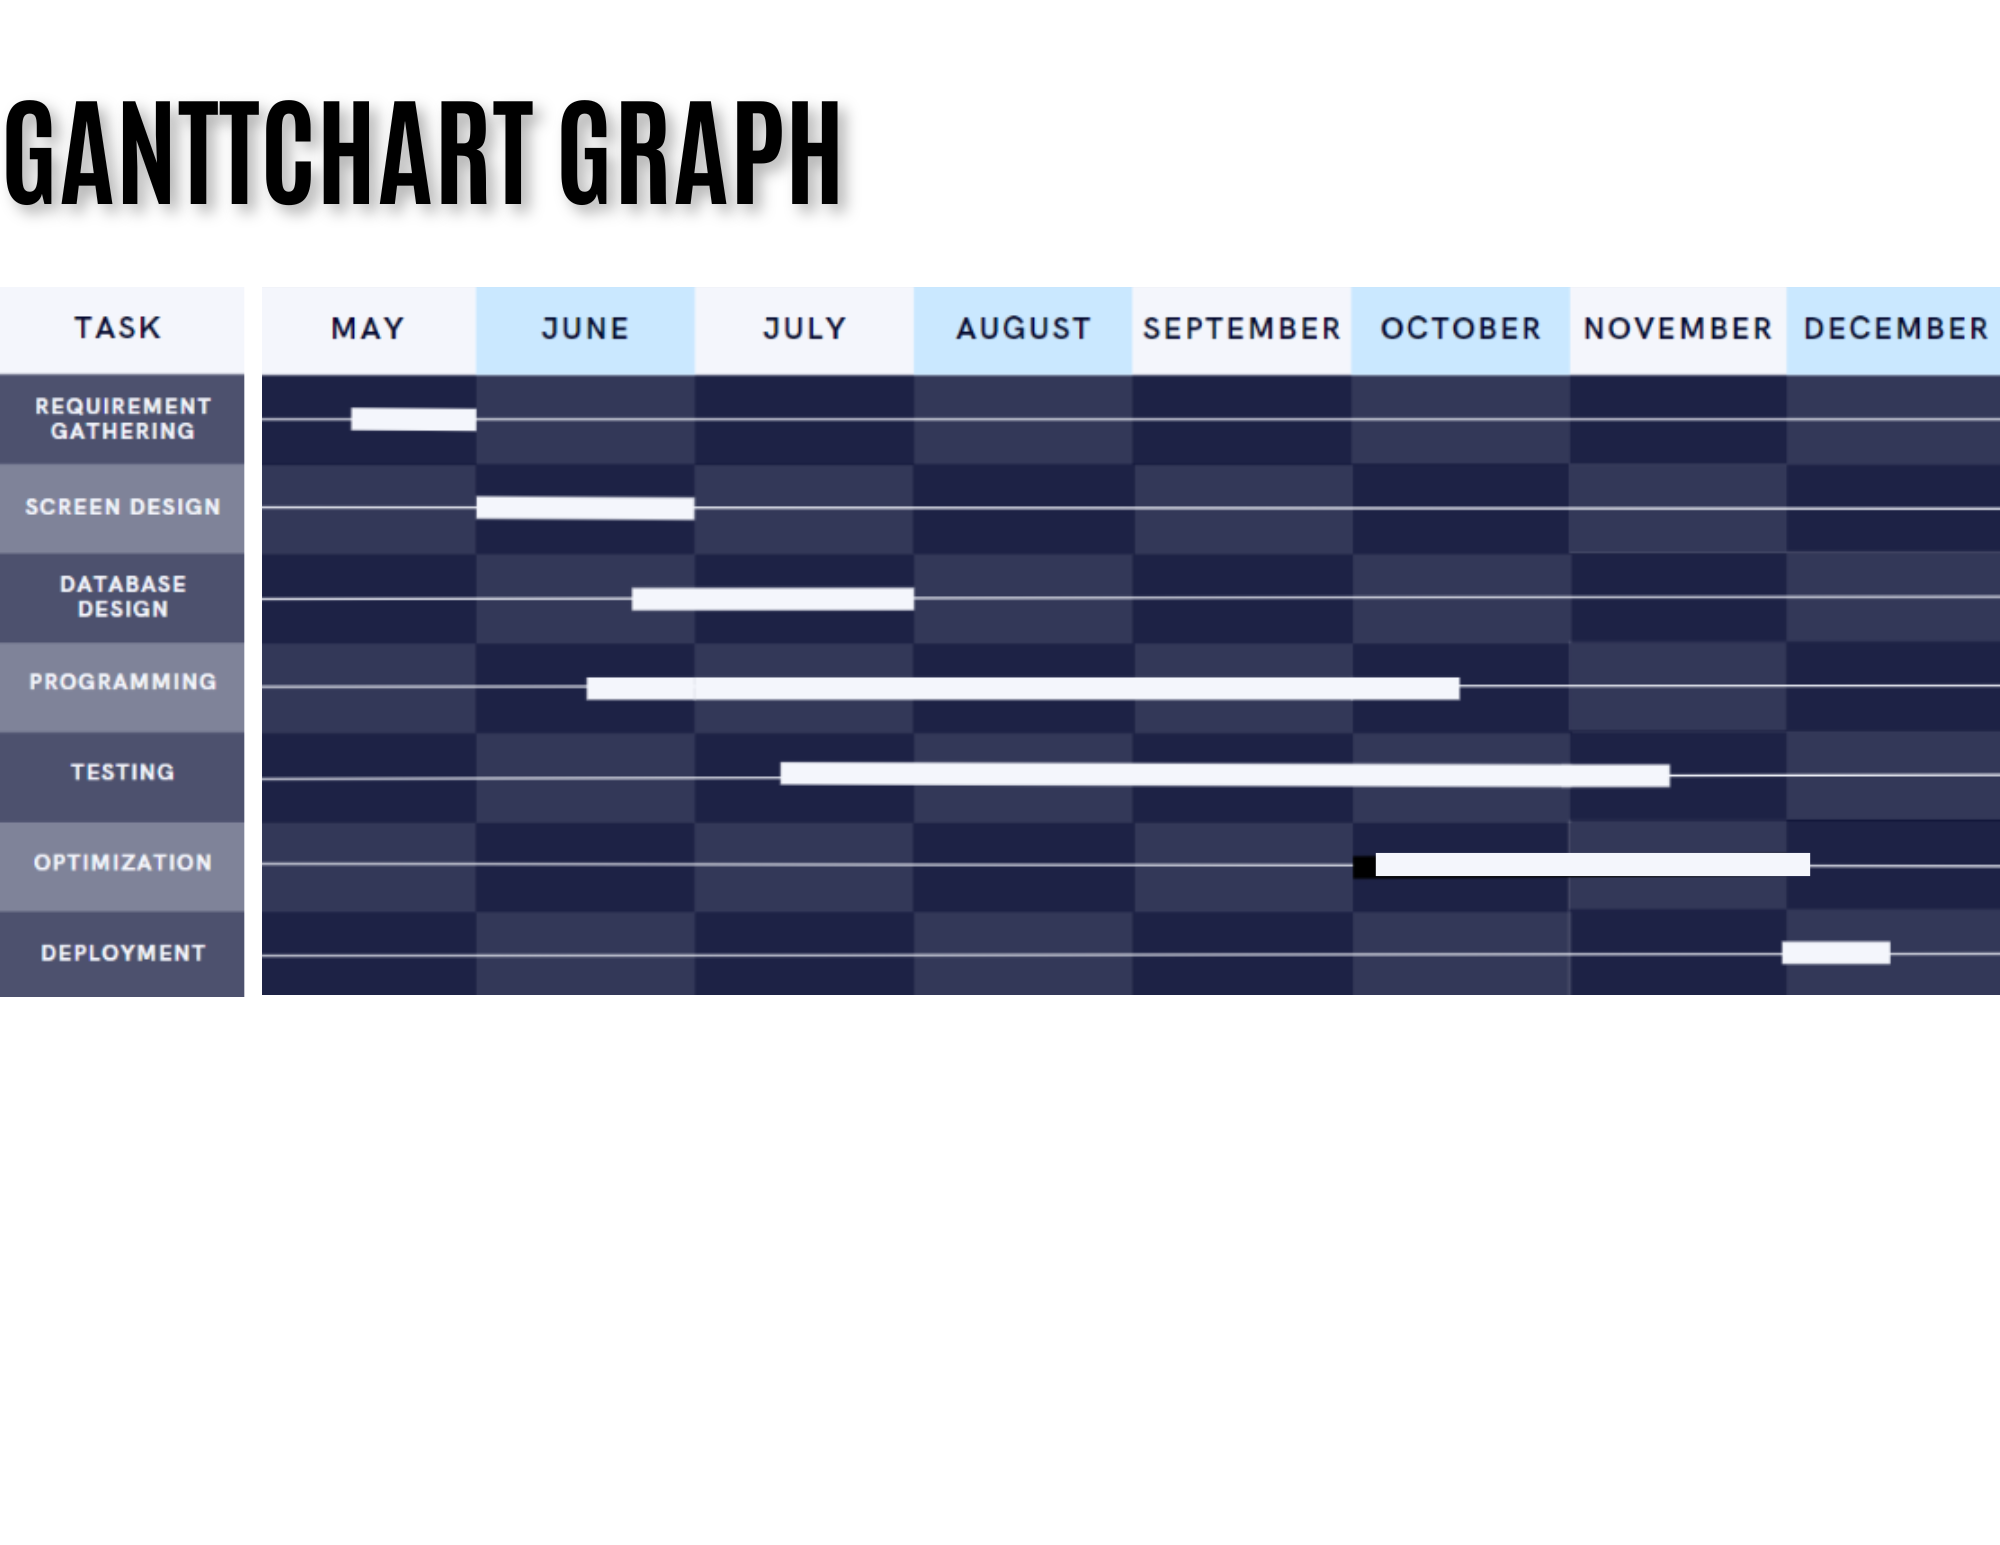 GANTTCHART GRAPH
TASK MAY JUNE JULY AUGUST SEPTEMBER OCTOBER NOVEMBER DECEMBER
REQUIREMENT
GATHERING
SCREEN DESIGN
DATABASE
DESIGN
PROGRAMMING
TESTING
OPTIMIZATION
DEPLOYMENT